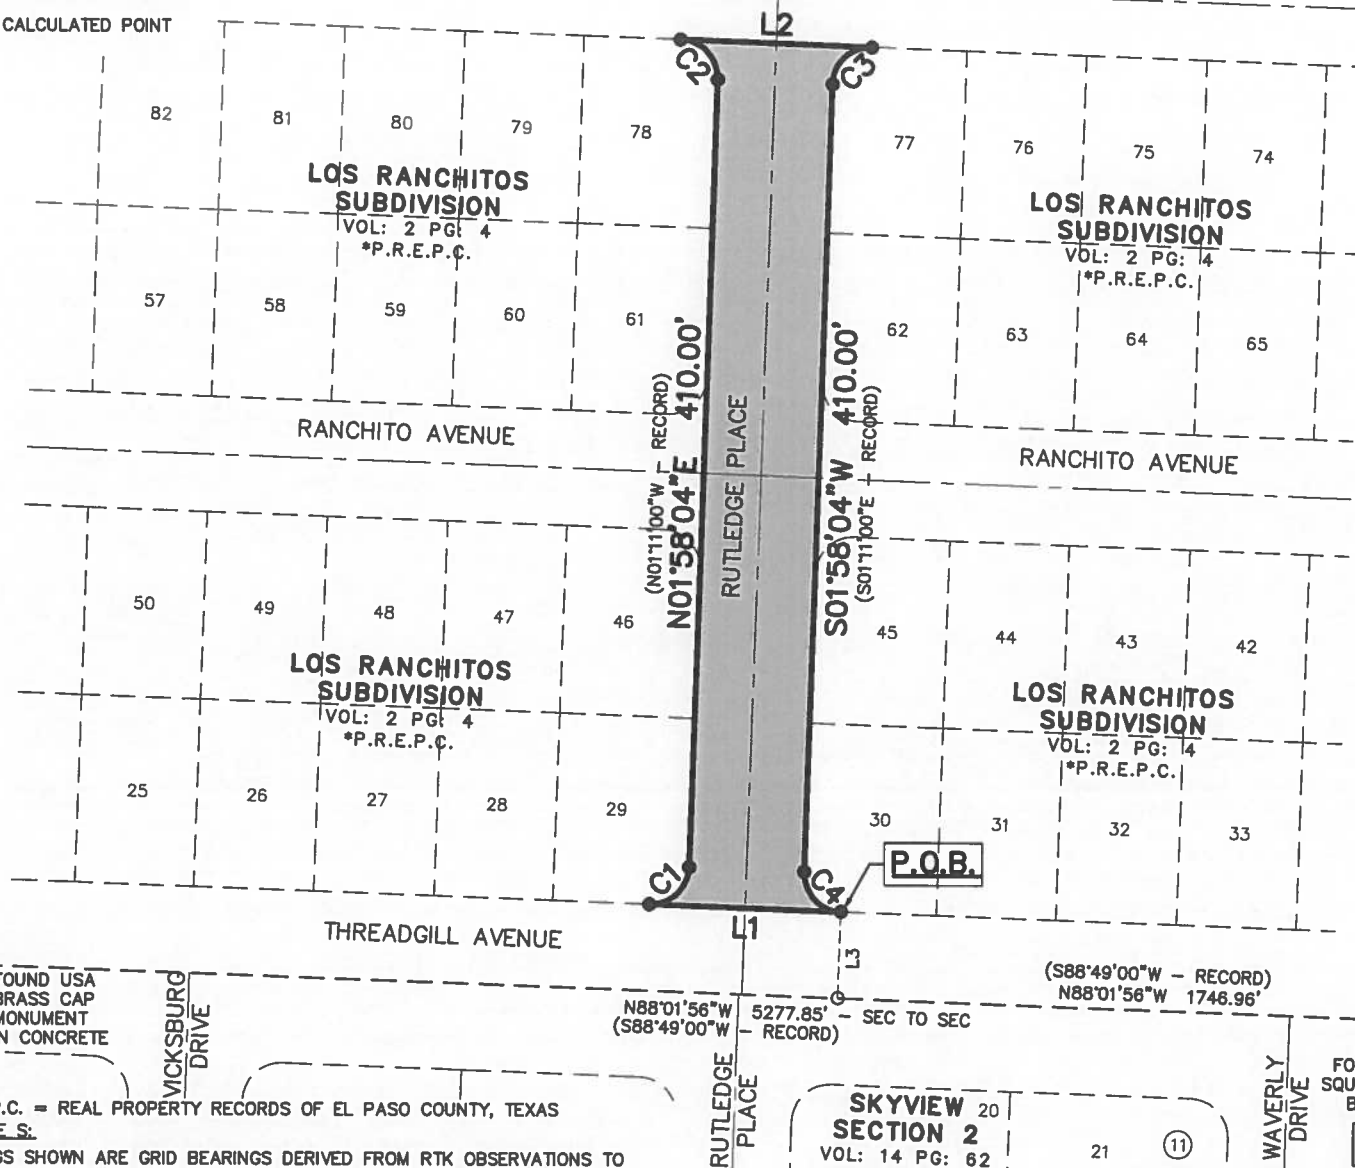 CALCULATED POINT
L2
C2
C3
82
81
80
79
78
77
76
75
74
LOS RANCHITOS
SUBDIVISION
VOL: 2 PG: 4
*P.R.E.P.C.
LOS RANCHITOS
SUBDIVISION
VOL: 2 PG: 4
*P.R.E.P.C.
57
58
59
60
61
62
63
64
65
N01°58'04"E 410.00'
(N01°11'00"W - RECORD)
RUTLEDGE PLACE
S01°58'04"W 410.00'
(S01°11'00"E - RECORD)
RANCHITO AVENUE
RANCHITO AVENUE
50
49
48
47
46
45
44
43
42
LOS RANCHITOS
SUBDIVISION
VOL: 2 PG: 4
*P.R.E.P.C.
LOS RANCHITOS
SUBDIVISION
VOL: 2 PG: 4
*P.R.E.P.C.
25
26
27
28
29
30
31
32
33
P.O.B.
C1
C4
L1
L3
THREADGILL AVENUE
(S88°49'00"W - RECORD)
N88°01'56"W 1746.96'
N88°01'56"W 5277.85' - SEC TO SEC
(S88°49'00"W - RECORD)
OUND USA
BRASS CAP
MONUMENT
N CONCRETE
VICKSBURG
DRIVE
RUTLEDGE
PLACE
WAVERLY
DRIVE
FO
SQU
B
.C. = REAL PROPERTY RECORDS OF EL PASO COUNTY, TEXAS
E S:
GS SHOWN ARE GRID BEARINGS DERIVED FROM RTK OBSERVATIONS TO
SKYVIEW
SECTION 2
VOL: 14 PG: 62
20
21
11